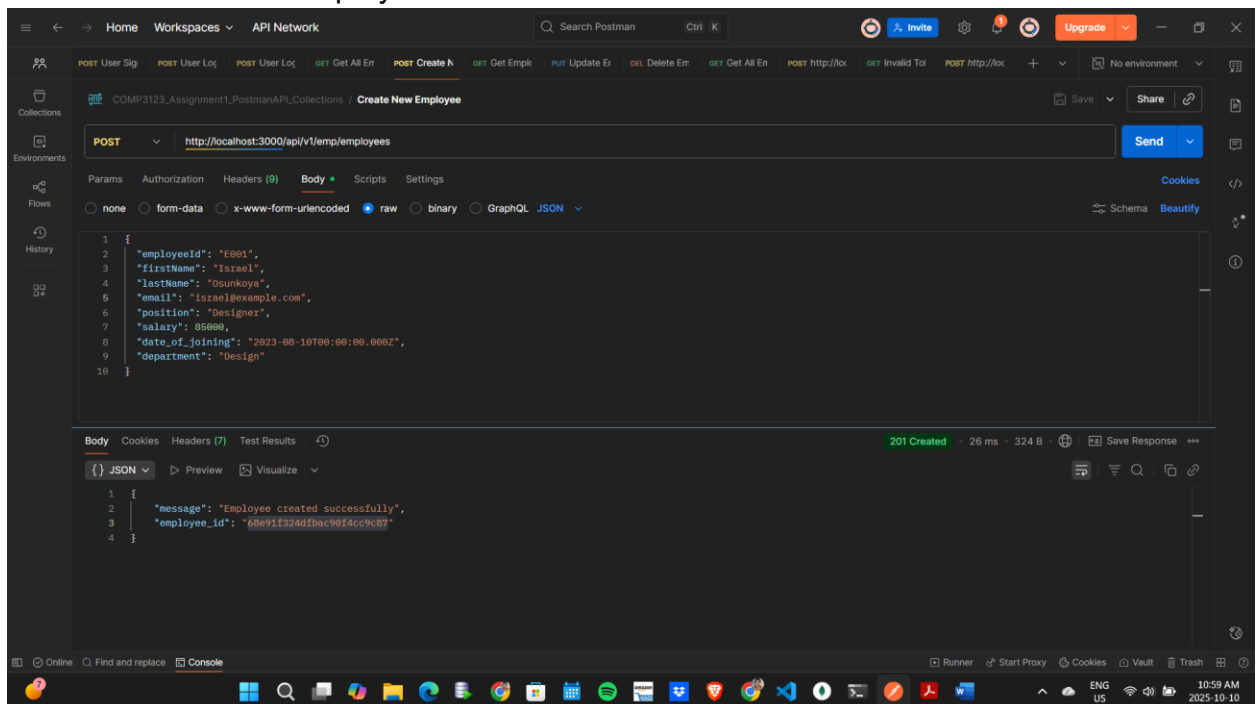 Home Workspaces API Network Search Postman Ctrl K Invite Upgrade
POST User Sig POST User Log POST User Log GET Get All Em POST Create N GET Get Emplo PUT Update Ei DEL Delete Em GET Get All En POST http://loc GET Invalid Tol POST http://loc No environment
Collections
Environments
Flows
History
HTTP COMP3123_Assignment1_PostmanAPI_Collections / Create New Employee Save Share
POST http://localhost:3000/api/v1/emp/employees Send
Params Authorization Headers (9) Body Scripts Settings Cookies
none form-data x-www-form-urlencoded raw binary GraphQL JSON Schema Beautify
1 {
2 "employeeId": "E001",
3 "firstName": "Israel",
4 "lastName": "Osunkoya",
5 "email": "israel@example.com",
6 "position": "Designer",
7 "salary": 85000,
8 "date_of_joining": "2023-08-10T00:00:00.000Z",
9 "department": "Design"
10 }
Body Cookies Headers (7) Test Results 201 Created 26 ms 324 B Save Response
{} JSON Preview Visualize
1 {
2 "message": "Employee created successfully",
3 "employee_id": "68e91f324dfbac90f4cc9c87"
4 }
Online Find and replace Console Runner Start Proxy Cookies Vault Trash
7 ENG US 10:59 AM 2025-10-10